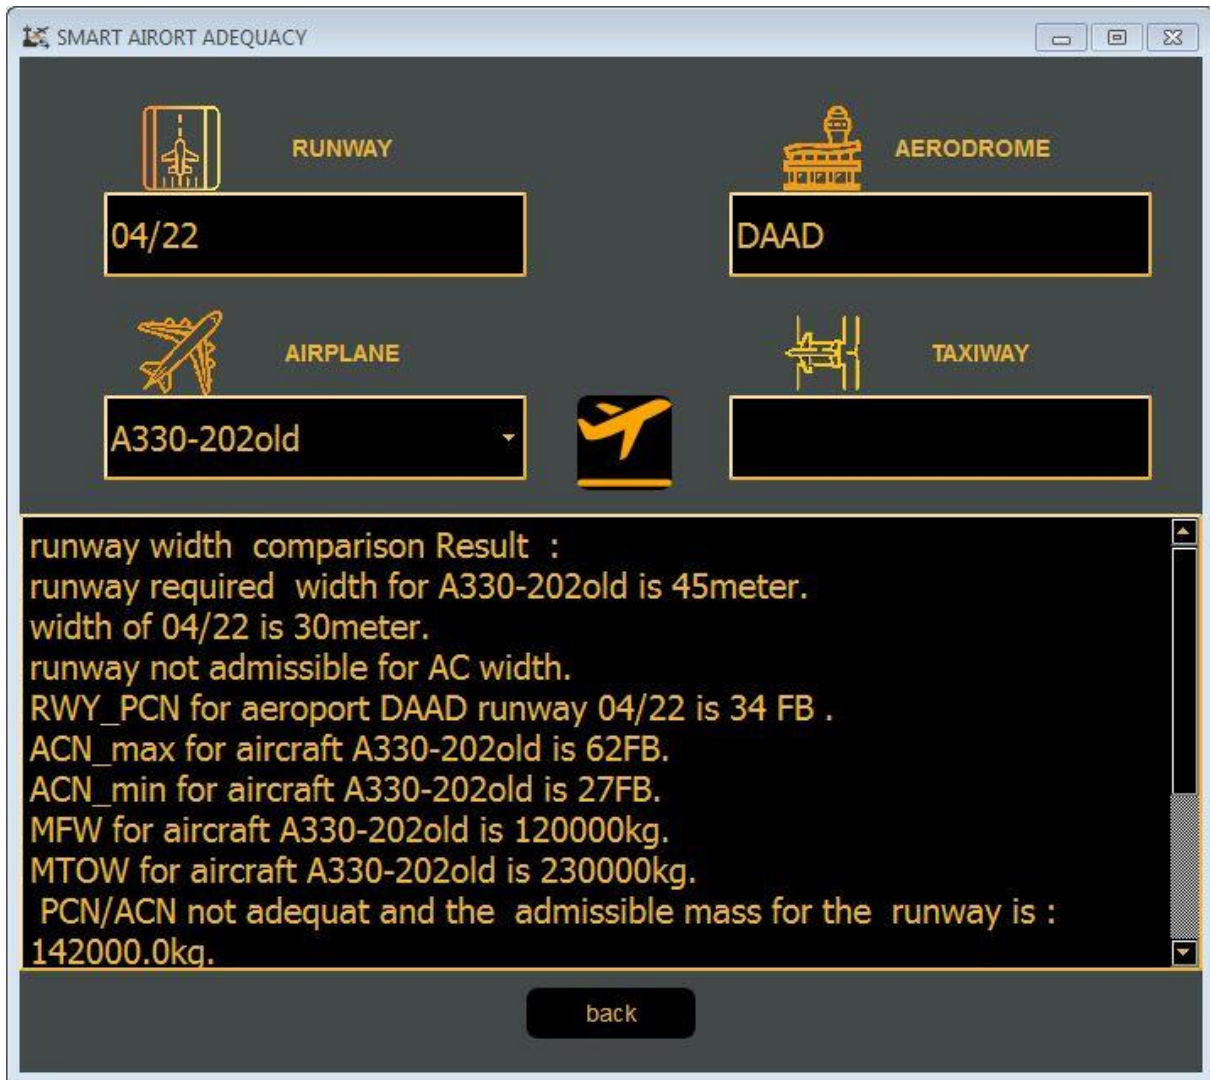 SMART AIRORT ADEQUACY
RUNWAY
AERODROME
04/22
DAAD
AIRPLANE
TAXIWAY
A330-202old
runway width  comparison Result  :
runway required  width for A330-202old is 45meter.
width of 04/22 is 30meter.
runway not admissible for AC width.
RWY_PCN for aeroport DAAD runway 04/22 is 34 FB .
ACN_max for aircraft A330-202old is 62FB.
ACN_min for aircraft A330-202old is 27FB.
MFW for aircraft A330-202old is 120000kg.
MTOW for aircraft A330-202old is 230000kg.
PCN/ACN not adequat and the  admissible mass for the  runway is :
142000.0kg.
back